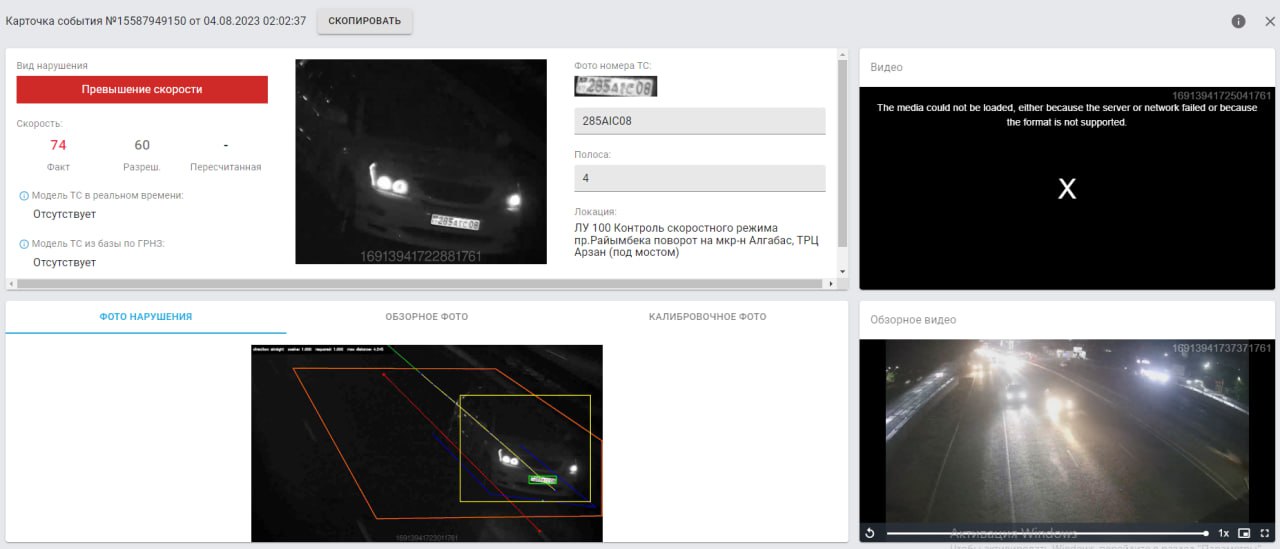 Карточка события №15587949150 от 04.08.2023 02:02:37
СКОПИРОВАТЬ
Вид нарушения
Превышение скорости
Скорость:
74
60
-
Факт
Разреш.
Пересчитанная
Модель ТС в реальном времени:
Отсутствует
Модель ТС из базы по ГРНЗ:
Отсутствует
285AIC08
16913941722881761
Фото номера ТС:
285AIC08
285AIC08
Полоса:
4
Локация:
ЛУ 100 Контроль скоростного режима
пр.Райымбека поворот на мкр-н Алгабас, ТРЦ
Арзан (под мостом)
Видео
16913941725041761
The media could not be loaded, either because the server or network failed or because
the format is not supported.
X
ФОТО НАРУШЕНИЯ
ОБЗОРНОЕ ФОТО
КАЛИБРОВОЧНОЕ ФОТО
16913941723011761
Обзорное видео
16913941737371761
Активация Windows
1x